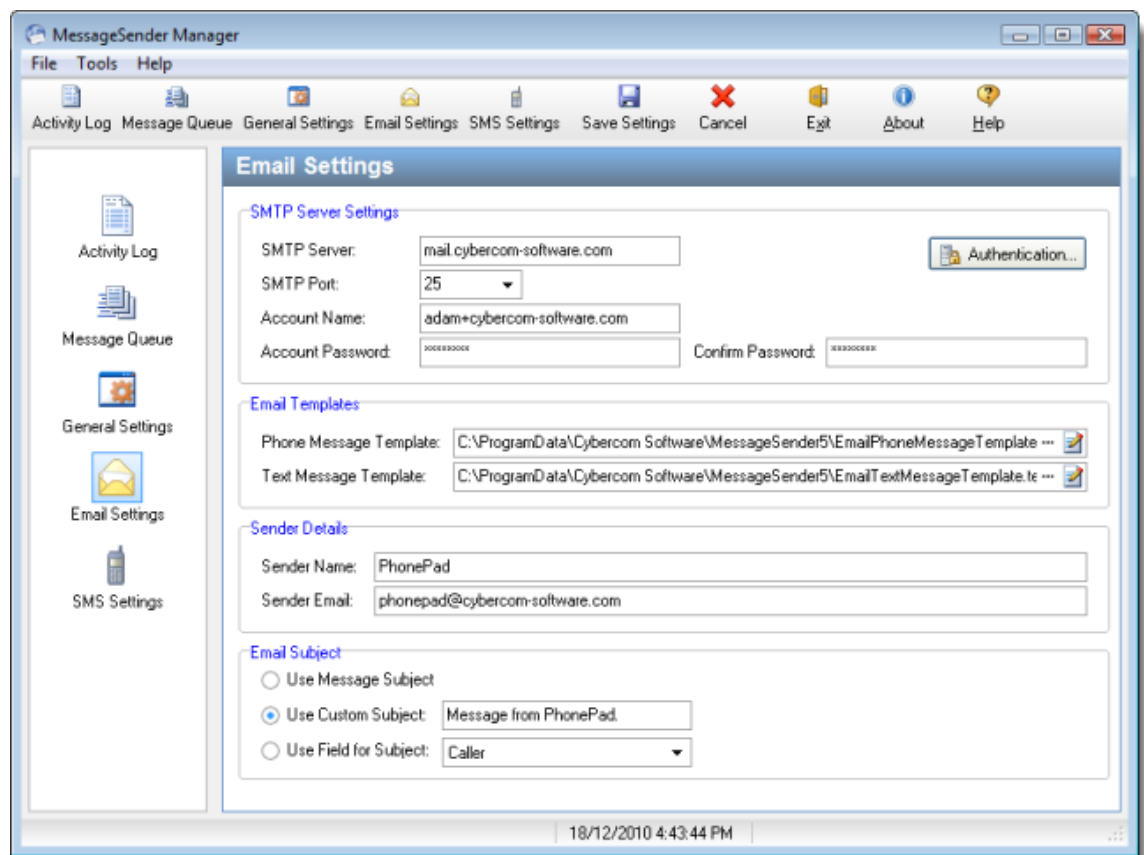 MessageSender Manager
File Tools Help
Activity Log Message Queue General Settings Email Settings SMS Settings Save Settings Cancel Exit About Help
Activity Log
Message Queue
General Settings
Email Settings
SMS Settings
Email Settings
SMTP Server Settings
SMTP Server: mail.cybercom-software.com Authentication...
SMTP Port: 25
Account Name: adam+cybercom-software.com
Account Password: ××××××××× Confirm Password: ×××××××××
Email Templates
Phone Message Template: C:\ProgramData\Cybercom Software\MessageSender5\EmailPhoneMessageTemplate ...
Text Message Template: C:\ProgramData\Cybercom Software\MessageSender5\EmailTextMessageTemplate.te ...
Sender Details
Sender Name: PhonePad
Sender Email: phonepad@cybercom-software.com
Email Subject
Use Message Subject
Use Custom Subject: Message from PhonePad.
Use Field for Subject: Caller
18/12/2010 4:43:44 PM